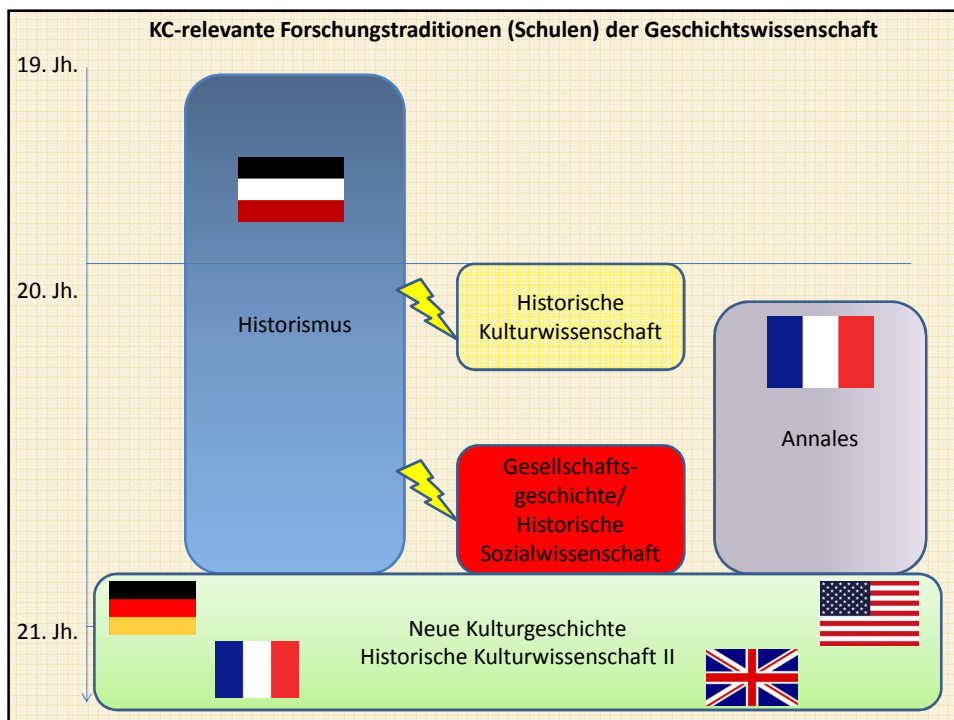 KC-relevante Forschungstraditionen (Schulen) der Geschichtswissenschaft
19. Jh.
20. Jh.
Historismus
Historische
Kulturwissenschaft
Annales
Gesellschafts-
geschichte/
Historische
Sozialwissenschaft
21. Jh.
Neue Kulturgeschichte
Historische Kulturwissenschaft II